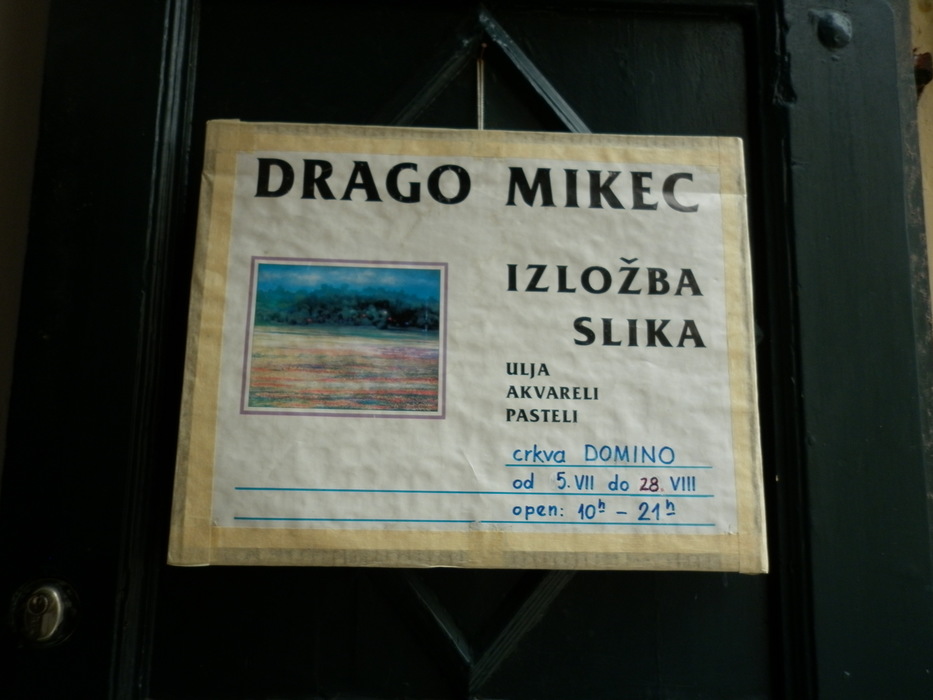 DRAGO MIKEC
IZLOŽBA
SLIKA
ULJA
AKVARELI
PASTELI
crkva DOMINO
od 5. VII do 28. VIII
open: 10h – 21h